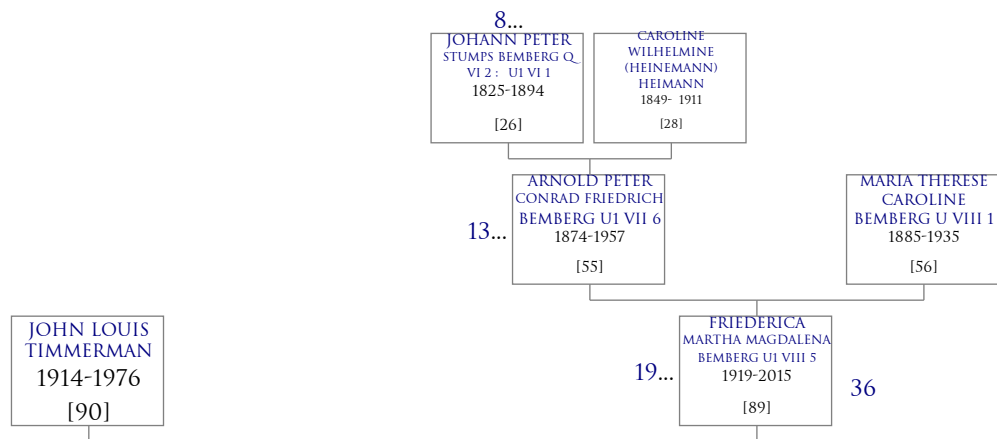 8...
JOHANN PETER
STUMPS BEMBERG Q
VI 2 : U1 VI 1
1825-1894
[26]
CAROLINE
WILHELMINE
(HEINEMANN)
HEIMANN
1849- 1911
[28]
13...
ARNOLD PETER
CONRAD FRIEDRICH
BEMBERG U1 VII 6
1874-1957
[55]
MARIA THERESE
CAROLINE
BEMBERG U VIII 1
1885-1935
[56]
JOHN LOUIS
TIMMERMAN
1914-1976
[90]
19...
FRIEDERICA
MARTHA MAGDALENA
BEMBERG U1 VIII 5
1919-2015
[89]
36